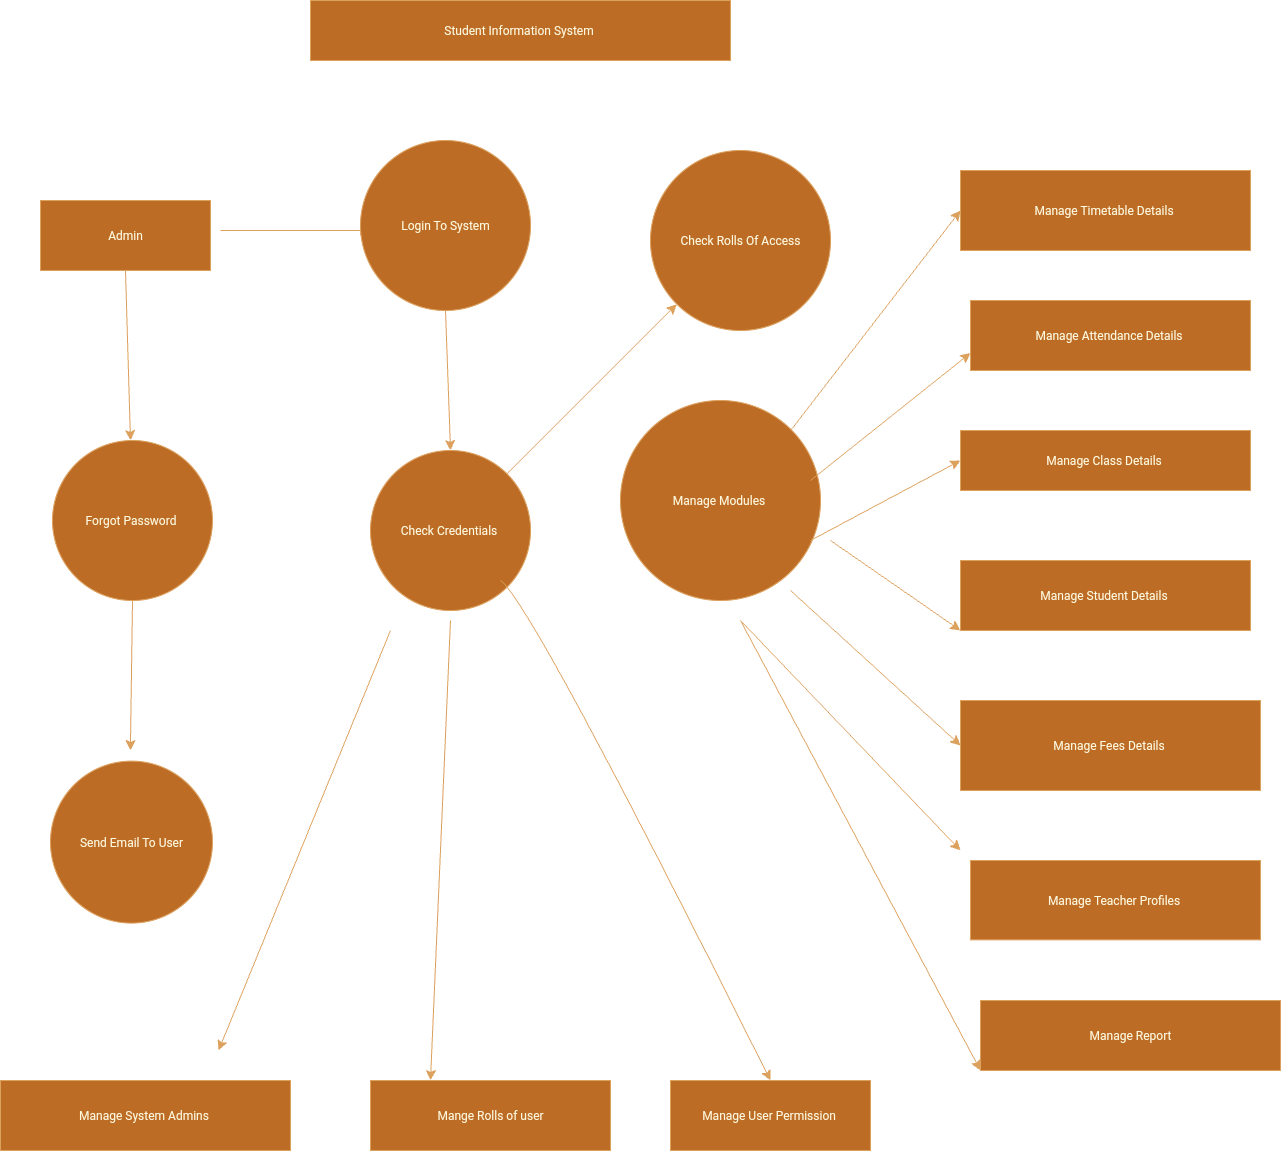 Student Information System
Admin
Login To System
Check Rolls Of Access
Manage Timetable Details
Manage Attendance Details
Manage Class Details
Forgot Password
Check Credentials
Manage Modules
Manage Student Details
Manage Fees Details
Send Email To User
Manage Teacher Profiles
Manage Report
Manage System Admins
Mange Rolls of user
Manage User Permission